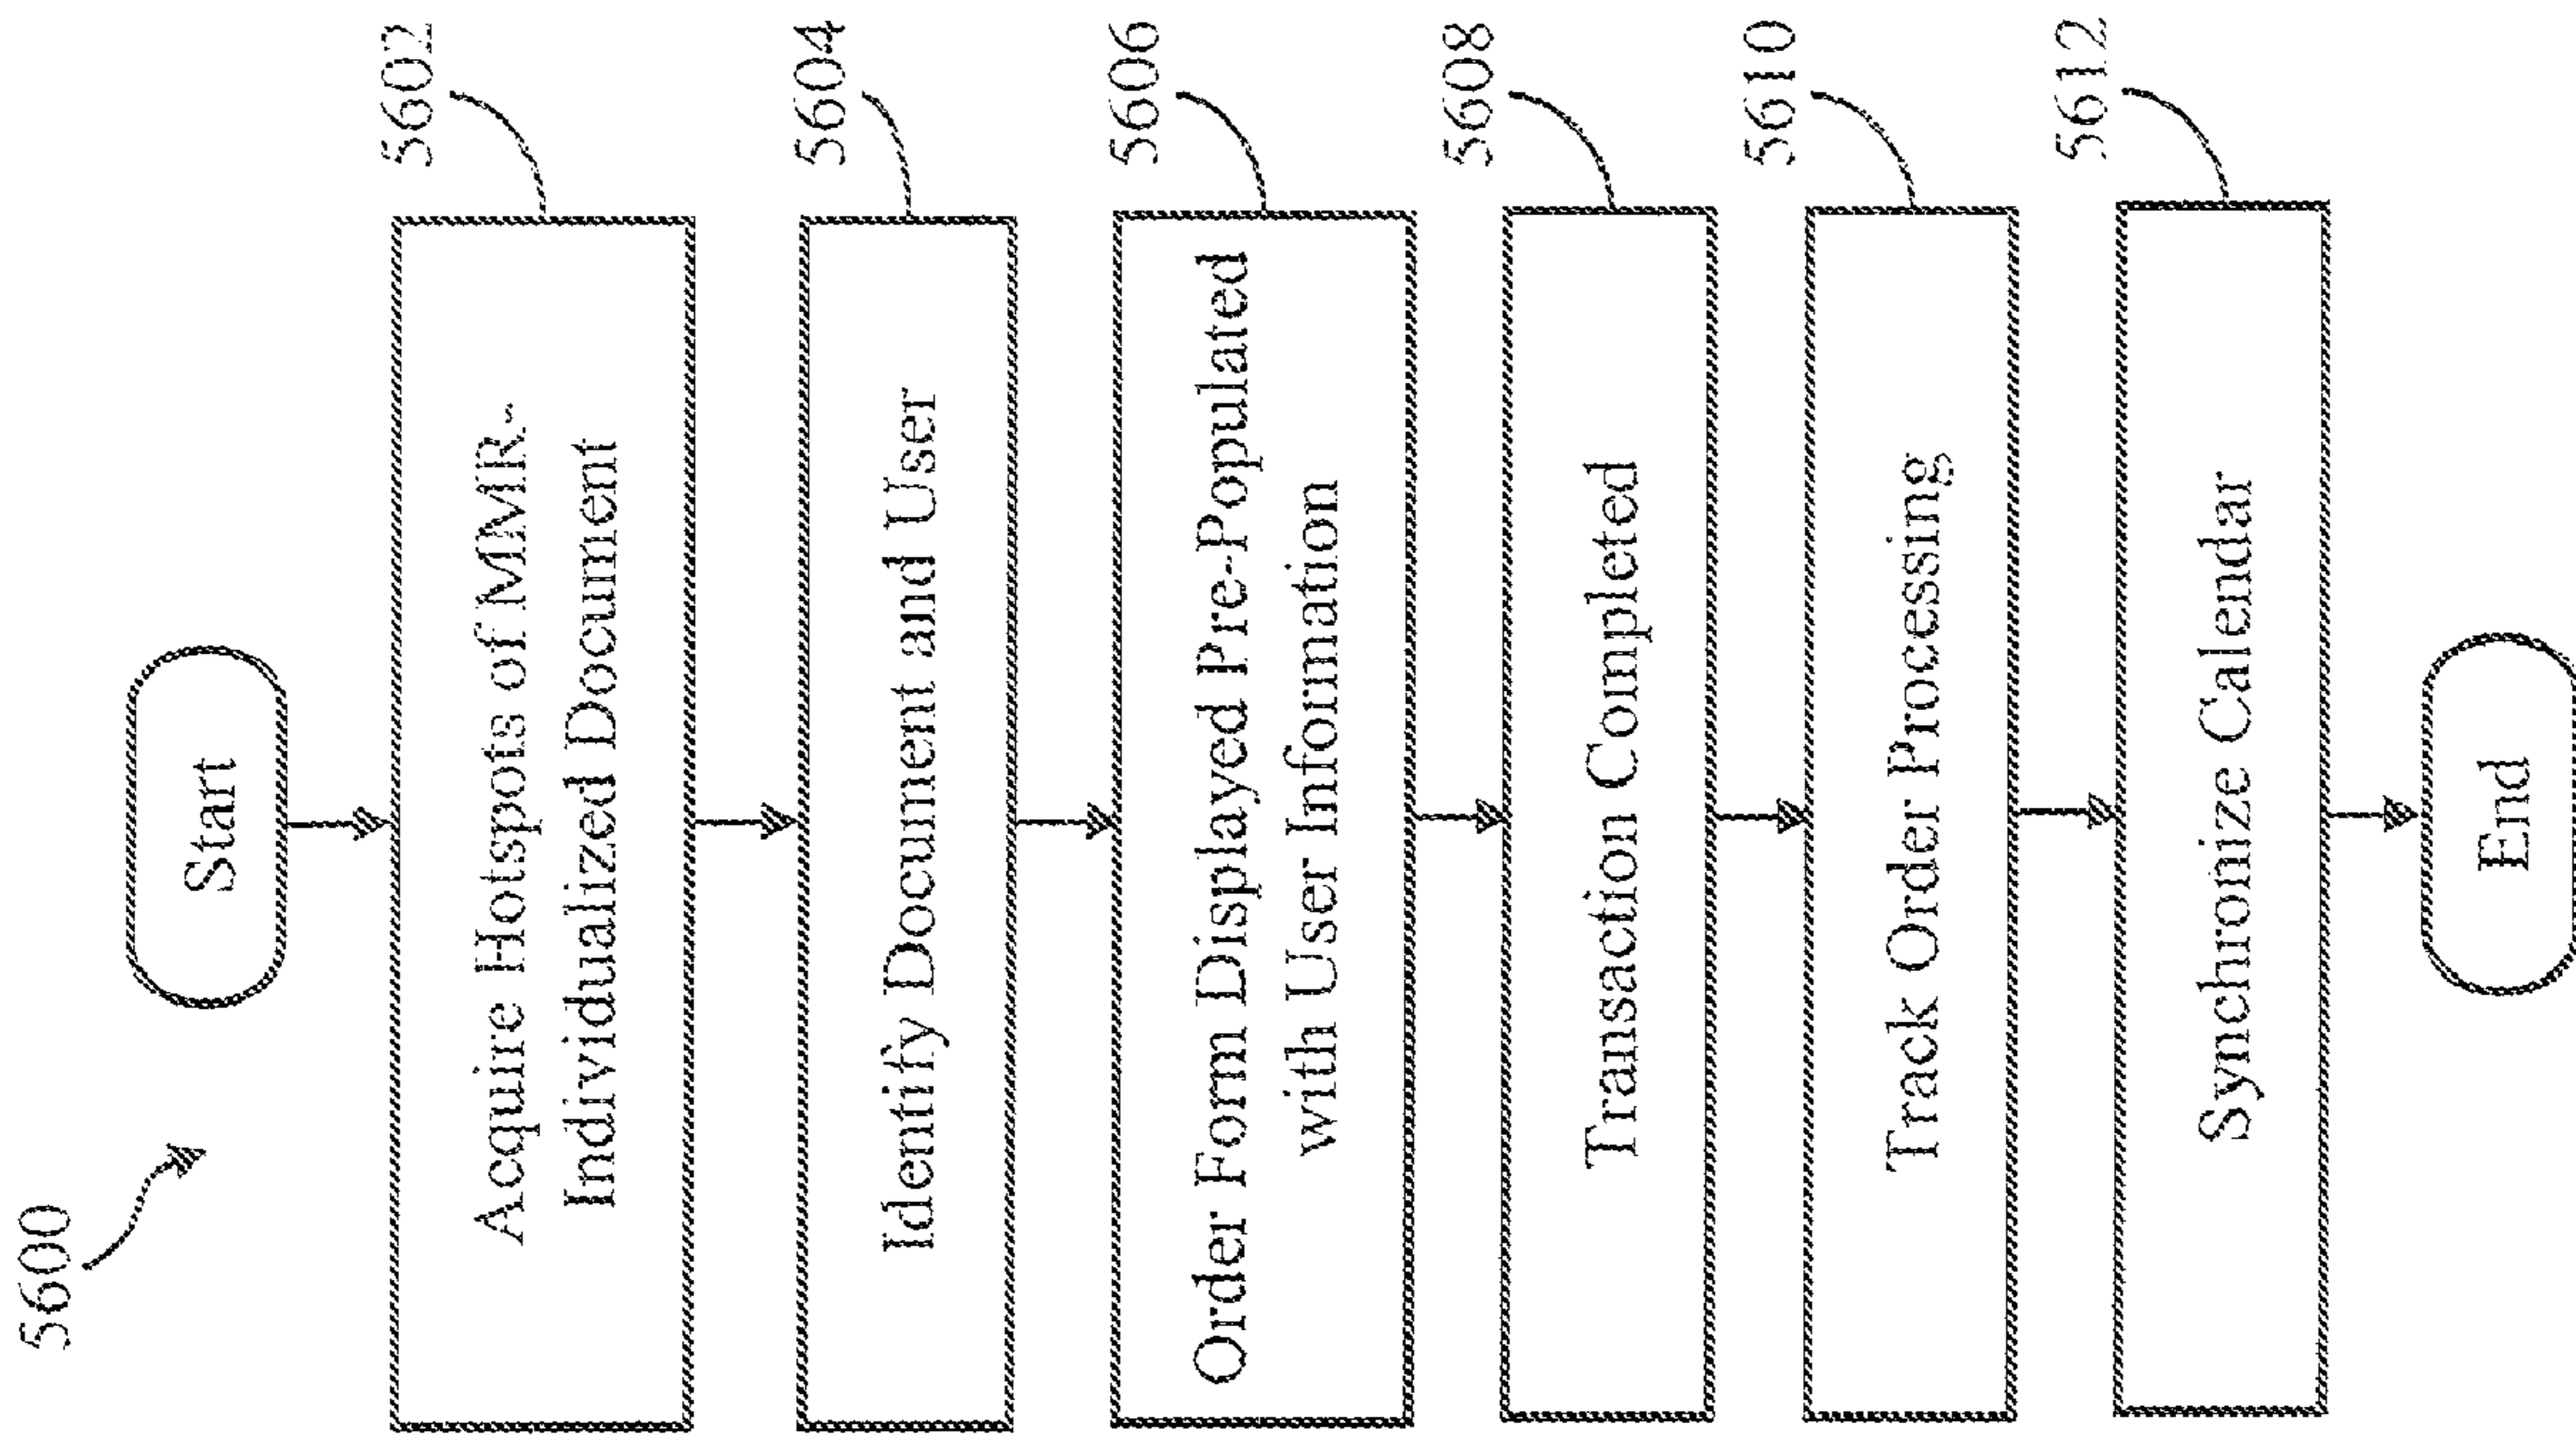 5600
Start
Acquire Hotspots of MMR-
Individualized Document
5602
Identify Document and User
5604
Order Form Displayed Pre-Populated
with User Information
5606
Transaction Completed
5608
Track Order Processing
5610
Synchronize Calendar
5612
End